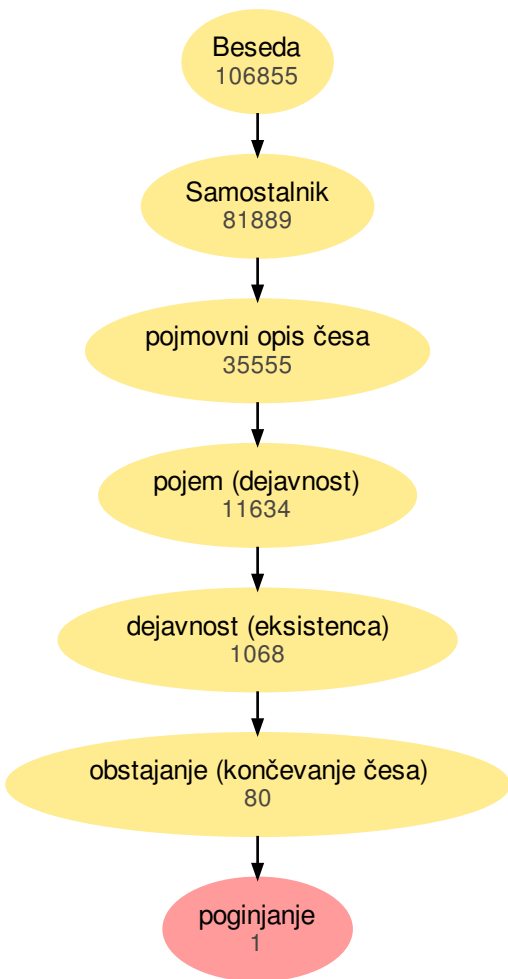 Beseda
106855
Samostalnik
81889
pojmovni opis česa
35555
pojem (dejavnost)
11634
dejavnost (eksistenca)
1068
obstajanje (končevanje česa)
80
poginjanje
1